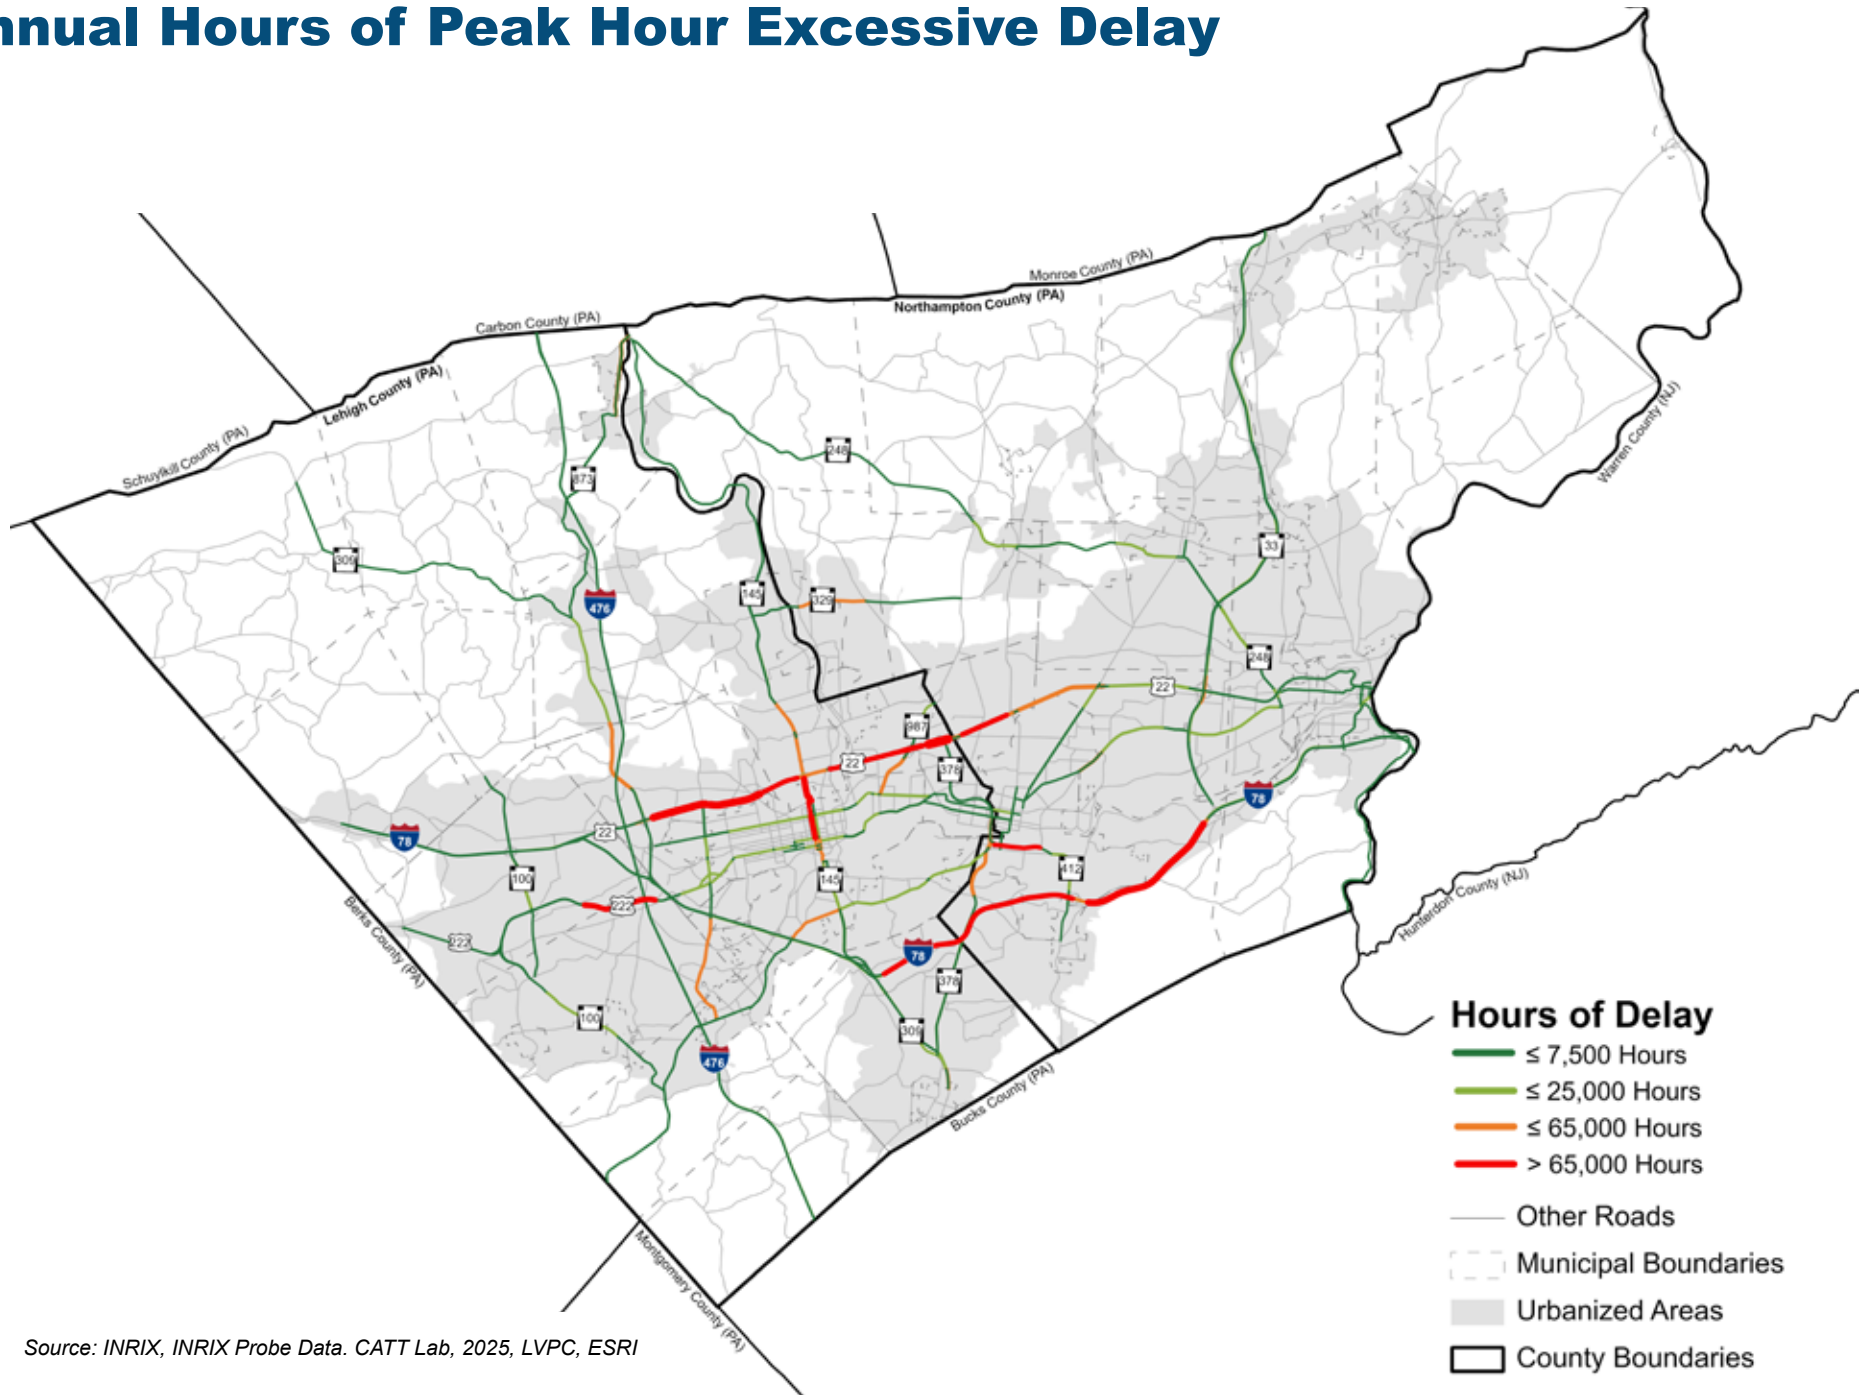 nnual Hours of Peak Hour Excessive Delay
Monroe County (PA)
Northampton County (PA)
Carbon County (PA)
Lehigh County (PA)
Schuylkill County (PA)
Warren County (NJ)
248
873
309
33
476
145
329
248
22
987
22
378
78
22
78
412
100
145
222
222
Berks County (PA)
Hunterdon County (NJ)
78
378
100
309
476
Bucks County (PA)
Montgomery County (PA)
Hours of Delay
≤ 7,500 Hours
≤ 25,000 Hours
≤ 65,000 Hours
> 65,000 Hours
Other Roads
Municipal Boundaries
Urbanized Areas
County Boundaries
Source: INRIX, INRIX Probe Data. CATT Lab, 2025, LVPC, ESRI